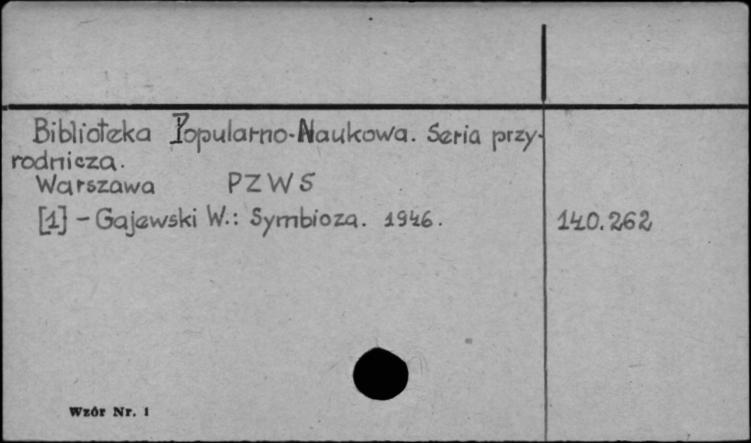 Biblioteka Popularno-Naukowa. Seria przy-
rodnicza.
Warszawa PZWS
[1] - Gajewski W.: Symbioza. 1946. 140.262
Wzór Nr. 1